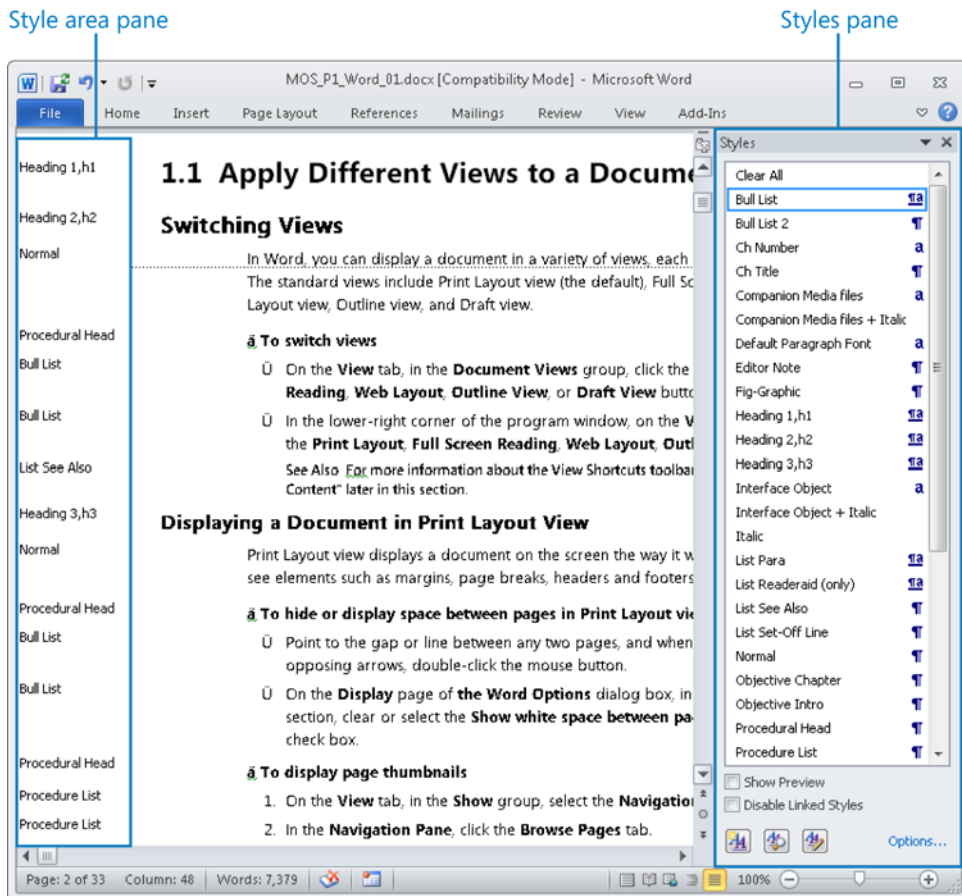 Style area pane
Styles pane
MOS_P1_Word_01.docx [Compatibility Mode] - Microsoft Word
File Home Insert Page Layout References Mailings Review View Add-Ins
Heading 1,h1
Heading 2,h2
Normal
Procedural Head
Bull List
Bull List
List See Also
Heading 3,h3
Normal
Procedural Head
Bull List
Bull List
Procedural Head
Procedure List
Procedure List
1.1 Apply Different Views to a Docume
Switching Views
In Word, you can display a document in a variety of views, each
The standard views include Print Layout view (the default), Full Sc
Layout view, Outline view, and Draft view.
ä To switch views
Ü On the View tab, in the Document Views group, click the
Reading, Web Layout, Outline View, or Draft View butto
Ü In the lower-right corner of the program window, on the V
the Print Layout, Full Screen Reading, Web Layout, Outl
See Also For more information about the View Shortcuts toolbar
Content" later in this section.
Displaying a Document in Print Layout View
Print Layout view displays a document on the screen the way it w
see elements such as margins, page breaks, headers and footers
ä To hide or display space between pages in Print Layout vie
Ü Point to the gap or line between any two pages, and when
opposing arrows, double-click the mouse button.
Ü On the Display page of the Word Options dialog box, in
section, clear or select the Show white space between pa
check box.
ä To display page thumbnails
1. On the View tab, in the Show group, select the Navigation
2. In the Navigation Pane, click the Browse Pages tab.
Styles
Clear All
Bull List ¶a
Bull List 2 ¶
Ch Number a
Ch Title ¶
Companion Media files a
Companion Media files + Italic
Default Paragraph Font a
Editor Note ¶
Fig-Graphic ¶
Heading 1,h1 ¶a
Heading 2,h2 ¶a
Heading 3,h3 ¶a
Interface Object a
Interface Object + Italic
Italic
List Para ¶a
List Readeraid (only) ¶a
List See Also ¶
List Set-Off Line ¶
Normal ¶
Objective Chapter ¶
Objective Intro ¶
Procedural Head ¶
Procedure List ¶
Show Preview
Disable Linked Styles
Options...
Page: 2 of 33 Column: 48 Words: 7,379 100%